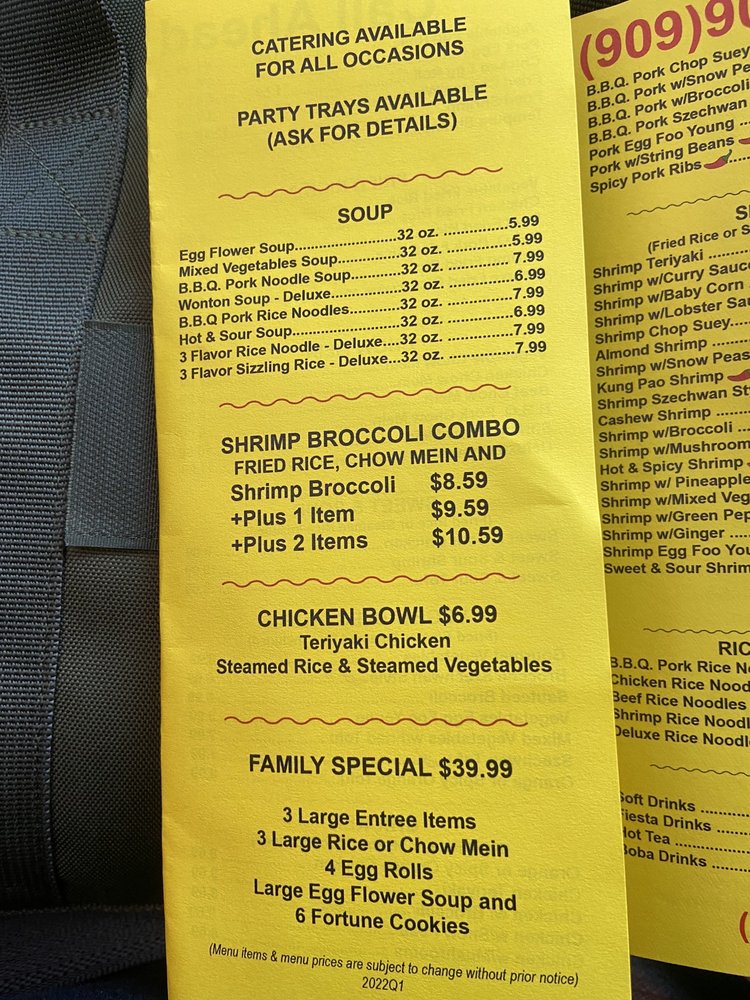 CATERING AVAILABLE
FOR ALL OCCASIONS
PARTY TRAYS AVAILABLE
(ASK FOR DETAILS)
SOUP
Egg Flower Soup..........................32 oz. ................5.99
Mixed Vegetables Soup................32 oz. ................5.99
B.B.Q. Pork Noodle Soup.............32 oz. ................ 7.99
Wonton Soup - Deluxe..................32 oz. ................6.99
B.B.Q Pork Rice Noodles.............32 oz. ................7.99
Hot & Sour Soup...........................32 oz. ................6.99
3 Flavor Rice Noodle - Deluxe....32 oz. ................7.99
3 Flavor Sizzling Rice - Deluxe...32 oz. ................7.99
SHRIMP BROCCOLI COMBO
FRIED RICE, CHOW MEIN AND
Shrimp Broccoli $8.59
+Plus 1 Item $9.59
+Plus 2 Items $10.59
CHICKEN BOWL $6.99
Teriyaki Chicken
Steamed Rice & Steamed Vegetables
FAMILY SPECIAL $39.99
3 Large Entree Items
3 Large Rice or Chow Mein
4 Egg Rolls
Large Egg Flower Soup and
6 Fortune Cookies
(Menu items & menu prices are subject to change without prior notice)
2022Q1
(909)90
B.B.Q. Pork Chop Suey
B.B.Q. Pork w/Snow Pe
B.B.Q. Pork w/Broccoli
B.B.Q. Pork Szechwan
Pork Egg Foo Young ..
Pork w/String Beans
Spicy Pork Ribs
(Fried Rice or S
Shrimp Teriyaki ..............
Shrimp w/Curry Sauc
Shrimp w/Baby Corn
Shrimp w/Lobster Sa
Shrimp Chop Suey....
Almond Shrimp ........
Shrimp w/Snow Peas
Kung Pao Shrimp
Shrimp Szechwan St
Cashew Shrimp ........
Shrimp w/Broccoli ...
Shrimp w/Mushroom
Hot & Spicy Shrimp .
Shrimp w/ Pineapple
Shrimp w/Mixed Veg
Shrimp w/Green Pep
Shrimp w/Ginger .....
Shrimp Egg Foo You
Sweet & Sour Shrim
RIC
B.B.Q. Pork Rice N
Chicken Rice Nood
Beef Rice Noodles
Shrimp Rice Noodl
Deluxe Rice Noodl
Soft Drinks ..........
Fiesta Drinks ........
Hot Tea ..............
Boba Drinks ........